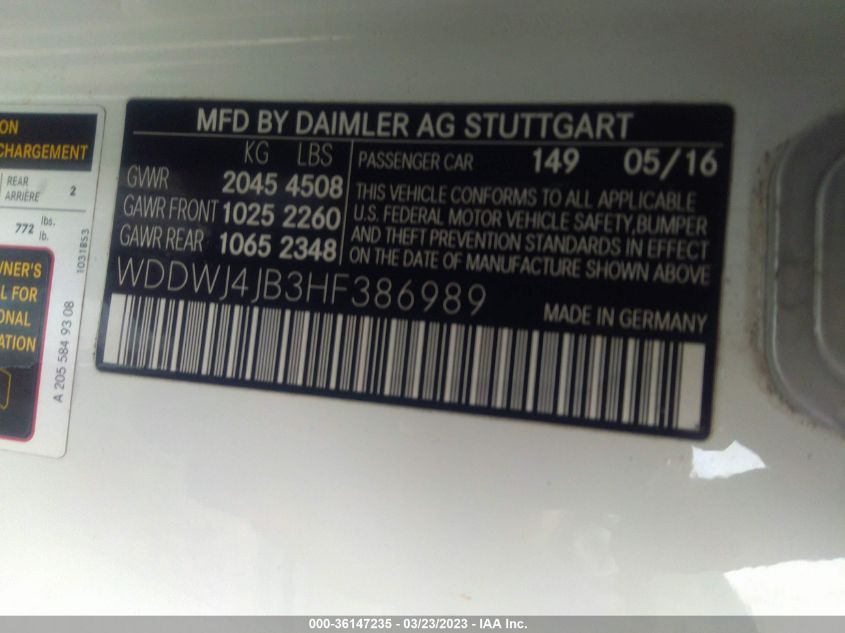 ON
CHARGEMENT
REAR 2
ARRIÈRE
772 lbs.
lb.
1031853
WNER'S
L FOR
ONAL
ATION
A 205 584 93 08
MFD BY DAIMLER AG STUTTGART
KG LBS
GVWR 2045 4508
GAWR FRONT 1025 2260
GAWR REAR 1065 2348
PASSENGER CAR 149 05/16
THIS VEHICLE CONFORMS TO ALL APPLICABLE
U.S. FEDERAL MOTOR VEHICLE SAFETY, BUMPER
AND THEFT PREVENTION STANDARDS IN EFFECT
ON THE DATE OF MANUFACTURE SHOWN ABOVE
WDDWJ4JB3HF386989
MADE IN GERMANY
000-36147235 - 03/23/2023 - IAA Inc.